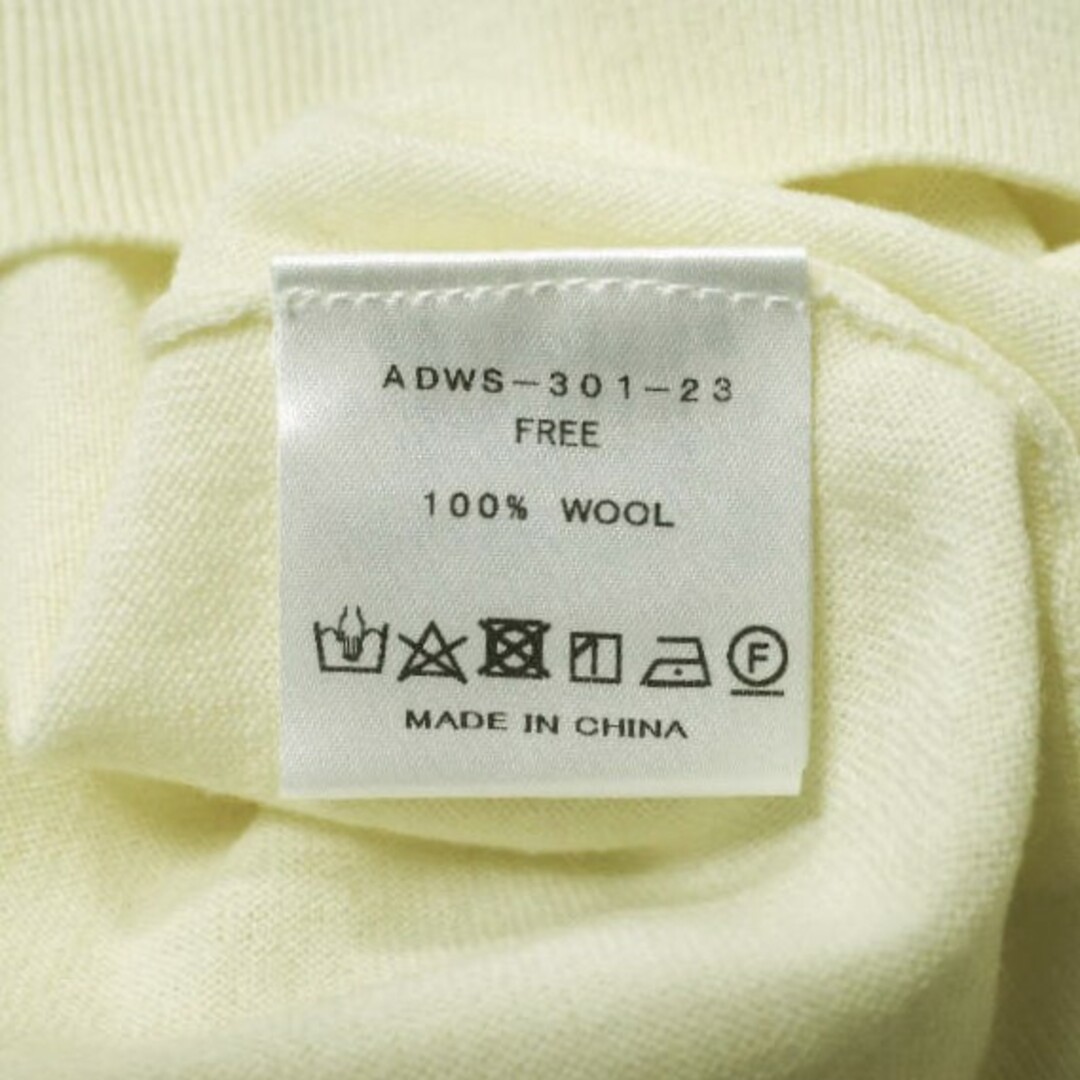 ADWS-301-23
FREE
100% WOOL
F
MADE IN CHINA